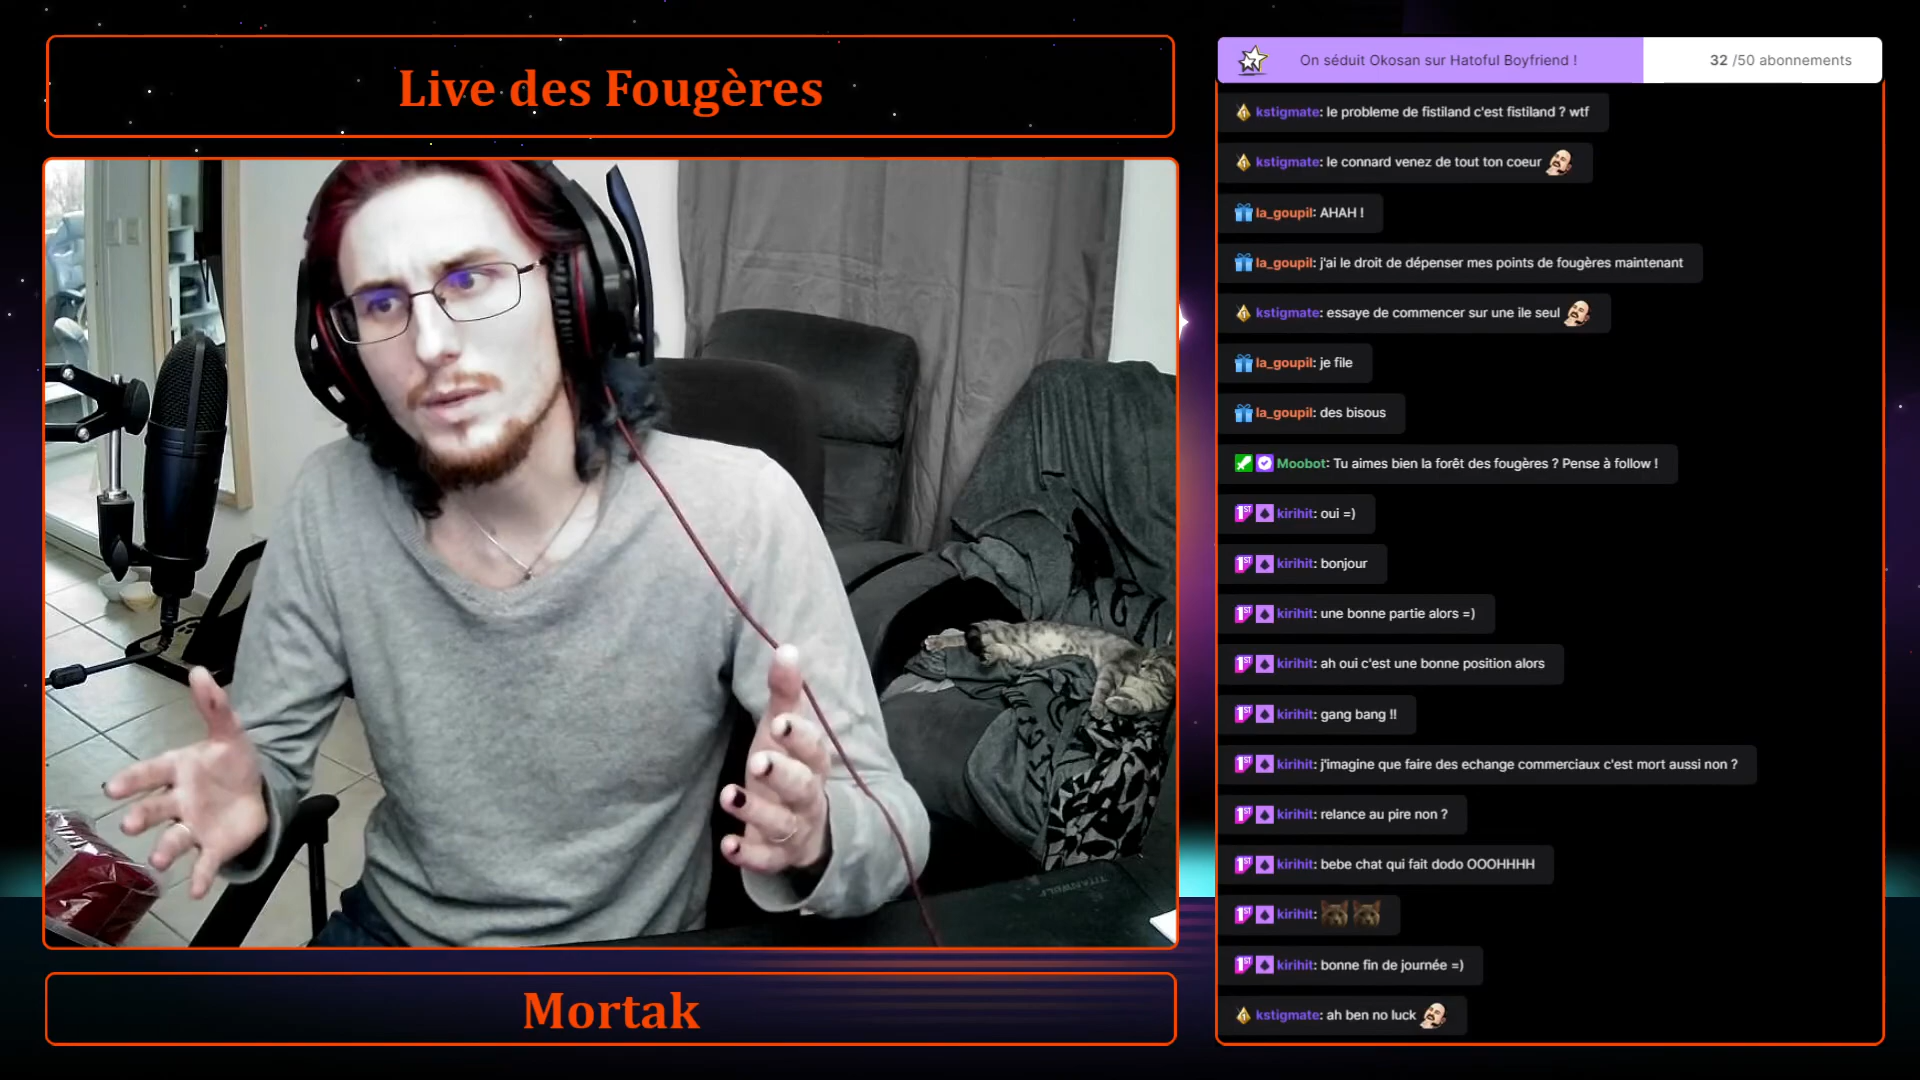 Live des Fougères
Mortak
On séduit Okosan sur Hatoful Boyfriend !
32 /50 abonnements
kstigmate: le probleme de fistiland c'est fistiland ? wtf
kstigmate: le connard venez de tout ton coeur
la_goupil: AHAH !
la_goupil: j'ai le droit de dépenser mes points de fougères maintenant
kstigmate: essaye de commencer sur une ile seul
la_goupil: je file
la_goupil: des bisous
Moobot: Tu aimes bien la forêt des fougères ? Pense à follow !
kirihit: oui =)
kirihit: bonjour
kirihit: une bonne partie alors =)
kirihit: ah oui c'est une bonne position alors
kirihit: gang bang !!
kirihit: j'imagine que faire des echange commerciaux c'est mort aussi non ?
kirihit: relance au pire non ?
kirihit: bebe chat qui fait dodo OOOHHHH
kirihit:
kirihit: bonne fin de journée =)
kstigmate: ah ben no luck
TITANWOLF